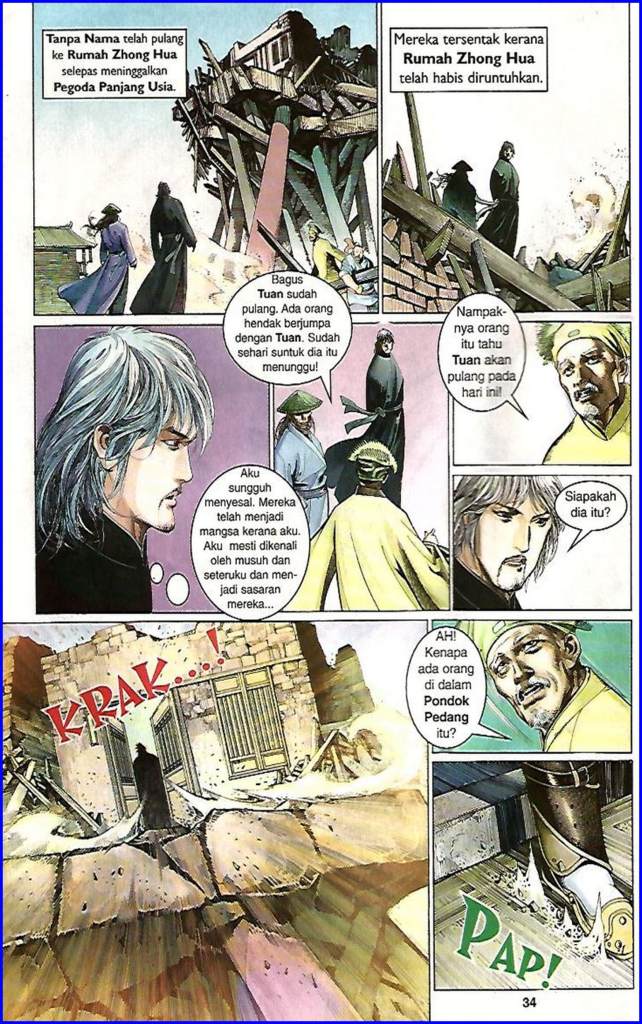 Tanpa Nama telah pulang
ke Rumah Zhong Hua
selepas meninggalkan
Pegoda Panjang Usia.
Mereka tersentak kerana
Rumah Zhong Hua
telah habis diruntuhkan.
Bagus
Tuan sudah
pulang. Ada orang
hendak berjumpa
dengan Tuan. Sudah
sehari suntuk dia itu
menunggu!
Nampak-
nya orang
itu tahu
Tuan akan
pulang pada
hari ini!
Aku
sungguh
menyesal. Mereka
telah menjadi
mangsa kerana aku.
Aku mesti dikenali
oleh musuh dan
seteruku dan men-
jadi sasaran
mereka...
Siapakah
dia itu?
KRAK...!
AH!
Kenapa
ada orang
di dalam
Pondok
Pedang
itu?
PAP!
34